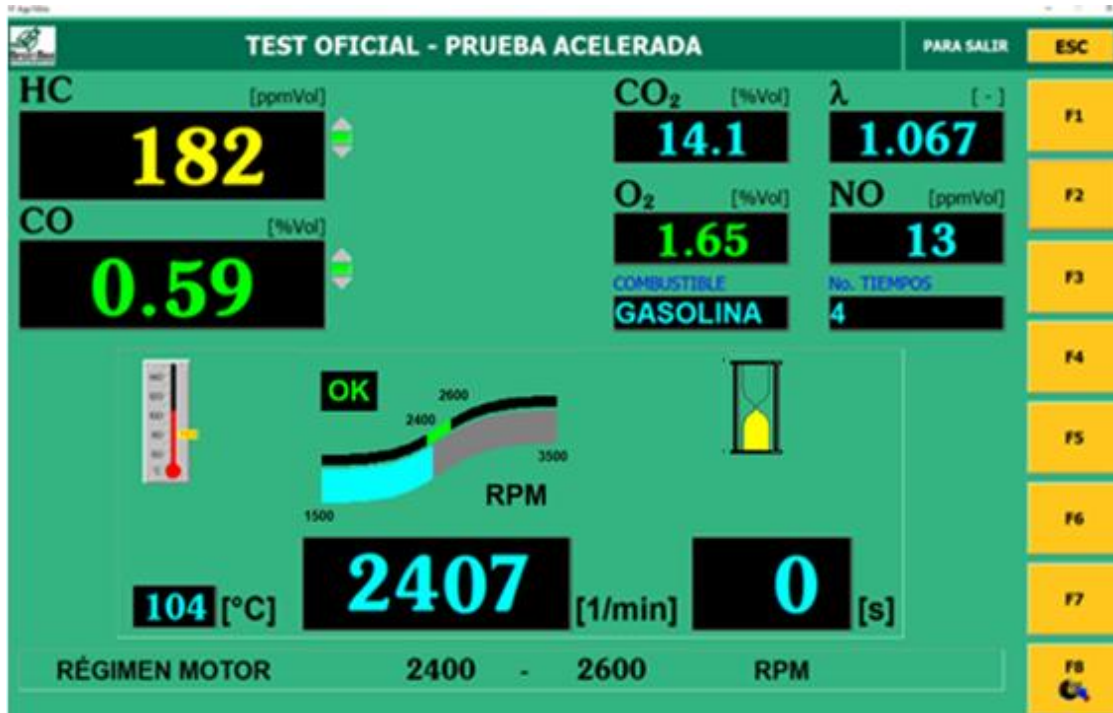 TEST OFICIAL - PRUEBA ACELERADA
PARA SALIR
ESC
HC [ppmVol]
182
CO [%Vol]
0.59
CO₂ [%Vol]
14.1
λ [-]
1.067
O₂ [%Vol]
1.65
NO [ppmVol]
13
COMBUSTIBLE
GASOLINA
No. TIEMPOS
4
OK
2600
2400
3500
1500
RPM
104 [°C]
2407 [1/min]
0 [s]
RÉGIMEN MOTOR 2400 - 2600 RPM
F1
F2
F3
F4
F5
F6
F7
F8